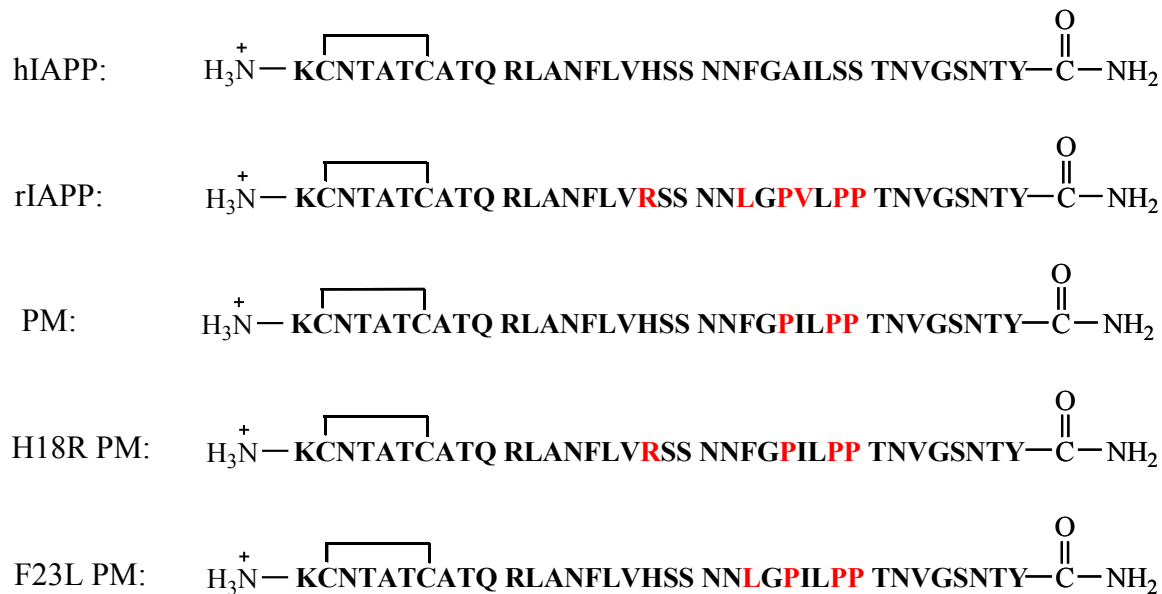 hIAPP: H₃N⁺— KCNTATCATQ RLANFLVHSS NNFGAILSS TNVGSNTY—C(=O)—NH₂
rIAPP: H₃N⁺— KCNTATCATQ RLANFLVRSS NNLGPVLPP TNVGSNTY—C(=O)—NH₂
PM: H₃N⁺— KCNTATCATQ RLANFLVHSS NNFGPILPP TNVGSNTY—C(=O)—NH₂
H18R PM: H₃N⁺— KCNTATCATQ RLANFLVRSS NNFGPILPP TNVGSNTY—C(=O)—NH₂
F23L PM: H₃N⁺— KCNTATCATQ RLANFLVHSS NNLGPILPP TNVGSNTY—C(=O)—NH₂